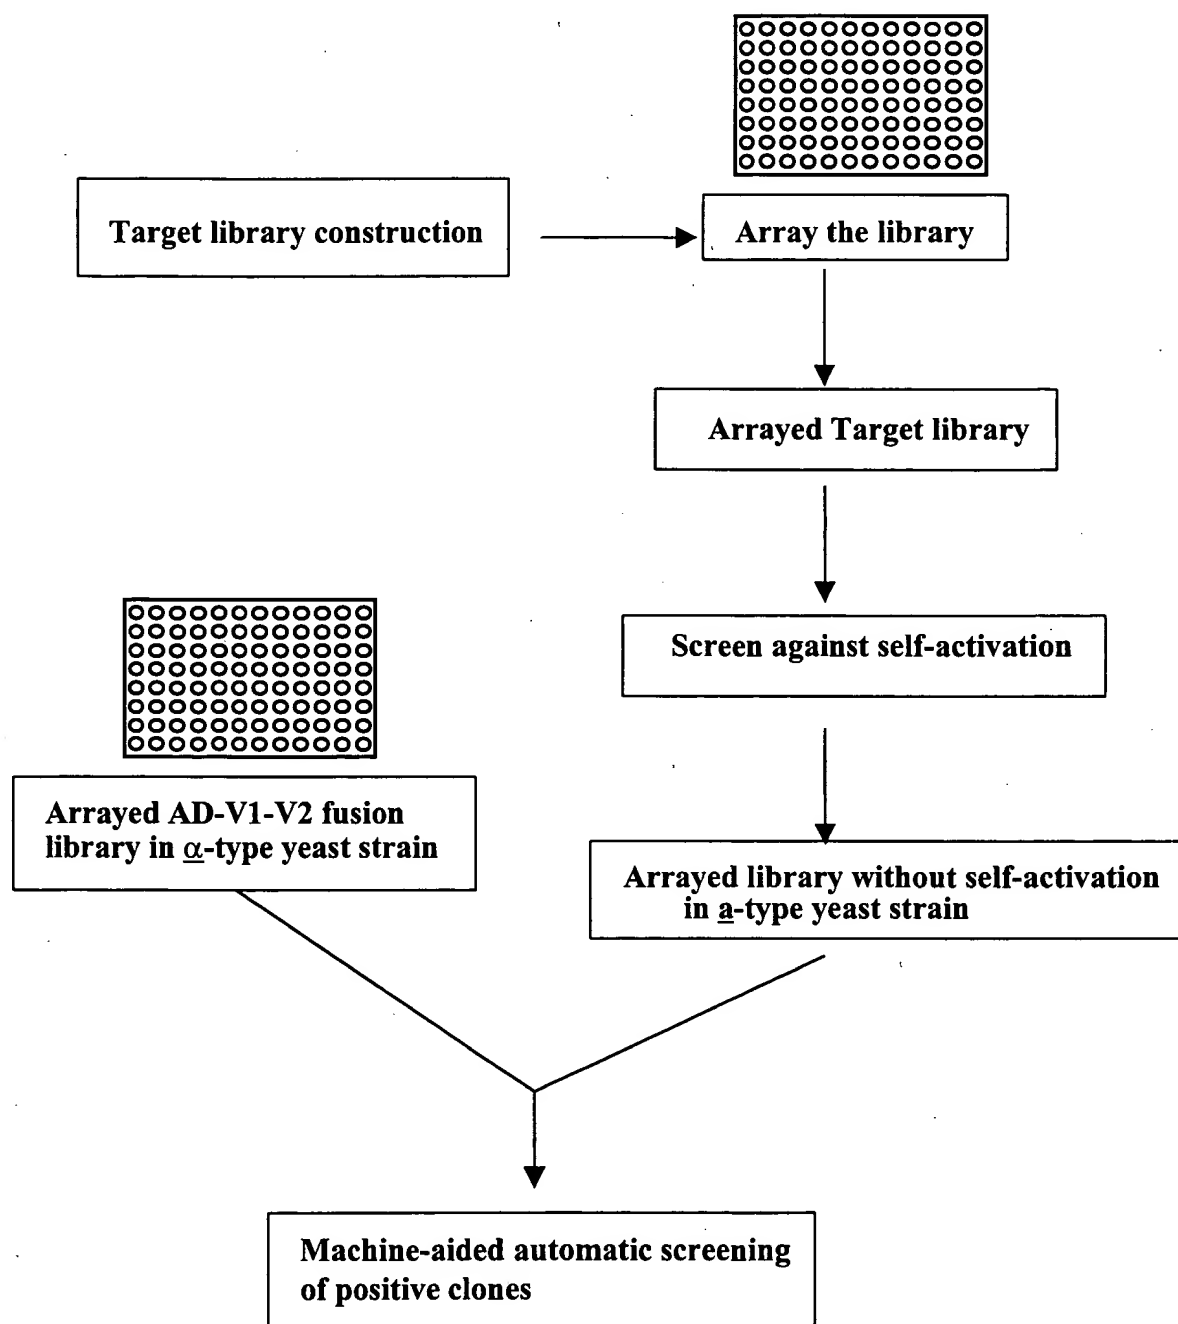 Target library construction
Array the library
Arrayed Target library
Screen against self-activation
Arrayed AD-V1-V2 fusion
library in α-type yeast strain
Arrayed library without self-activation
in a-type yeast strain
Machine-aided automatic screening
of positive clones